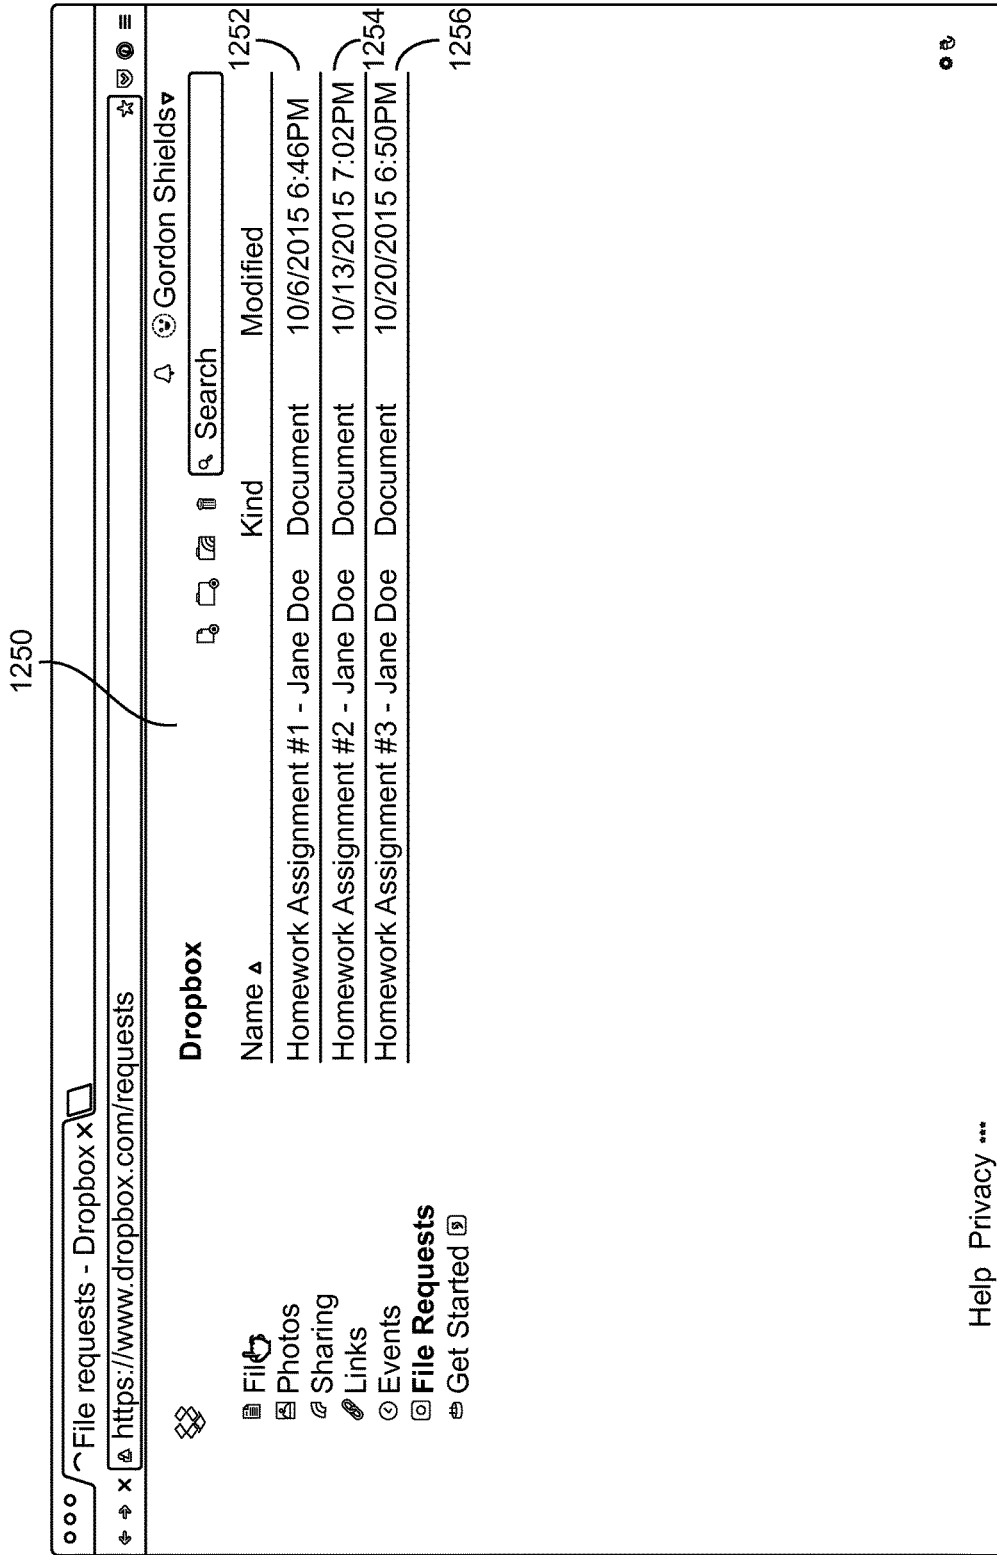 1250
File requests - Dropbox
https://www.dropbox.com/requests
Gordon Shields
Dropbox
Search
Name Kind Modified
1252
Homework Assignment #1 - Jane Doe Document 10/6/2015 6:46PM
Homework Assignment #2 - Jane Doe Document 10/13/2015 7:02PM
1254
Homework Assignment #3 - Jane Doe Document 10/20/2015 6:50PM
1256
Photos
Sharing
Links
Events
File Requests
Get Started
Help Privacy •••